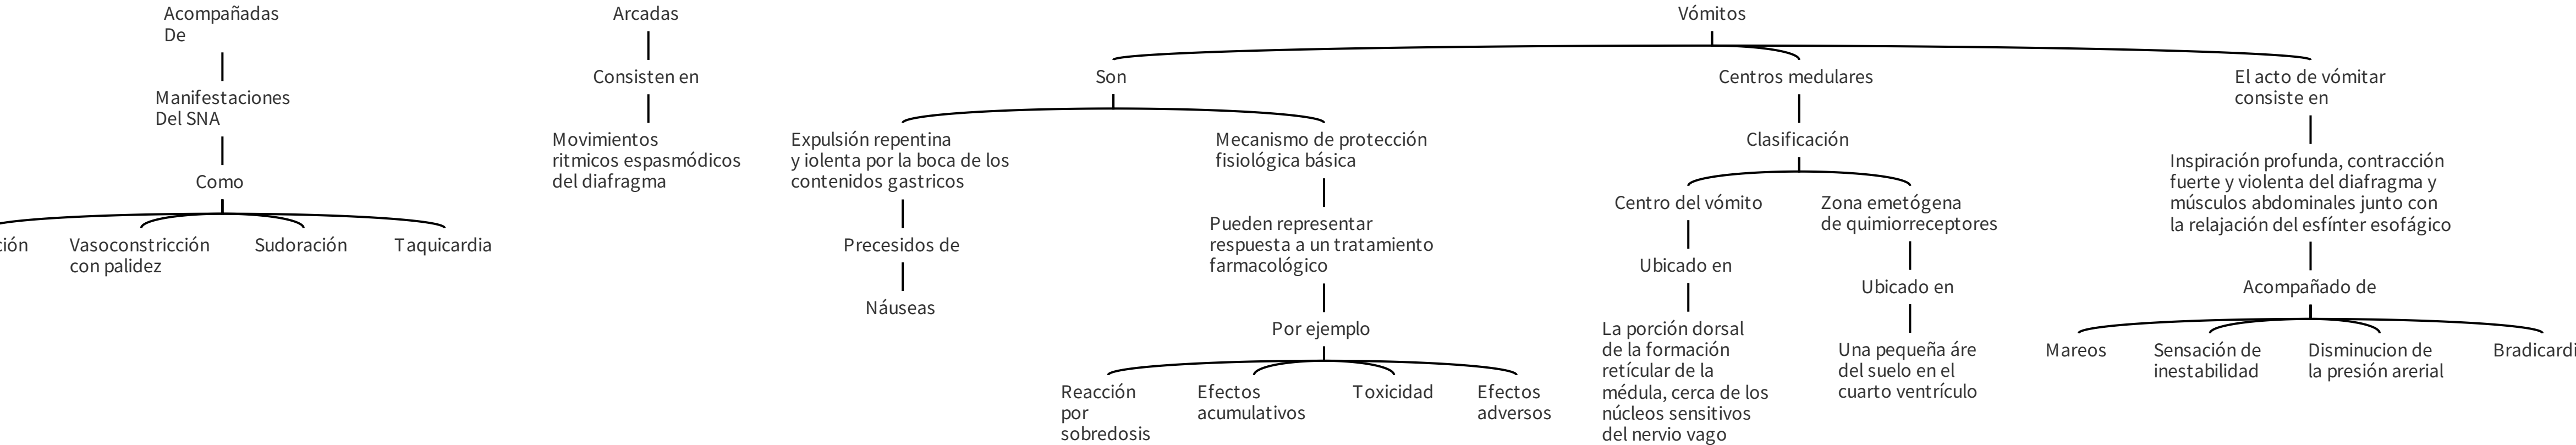 Acompañadas
De
Manifestaciones
Del SNA
Como
Vasoconstricción
con palidez
Sudoración
Taquicardia
Arcadas
Consisten en
Movimientos
ritmicos espasmódicos
del diafragma
Vómitos
Son
Expulsión repentina
y iolenta por la boca de los
contenidos gastricos
Precesidos de
Náuseas
Mecanismo de protección
fisiológica básica
Pueden representar
respuesta a un tratamiento
farmacológico
Por ejemplo
Reacción
por
sobredosis
Efectos
acumulativos
Toxicidad
Efectos
adversos
Centros medulares
Clasificación
Centro del vómito
Ubicado en
La porción dorsal
de la formación
retícular de la
médula, cerca de los
núcleos sensitivos
del nervio vago
Zona emetógena
de quimiorreceptores
Ubicado en
Una pequeña áre
del suelo en el
cuarto ventrículo
El acto de vómitar
consiste en
Inspiración profunda, contracción
fuerte y violenta del diafragma y
músculos abdominales junto con
la relajación del esfínter esofágico
Acompañado de
Mareos
Sensación de
inestabilidad
Disminucion de
la presión arerial
Bradicardi